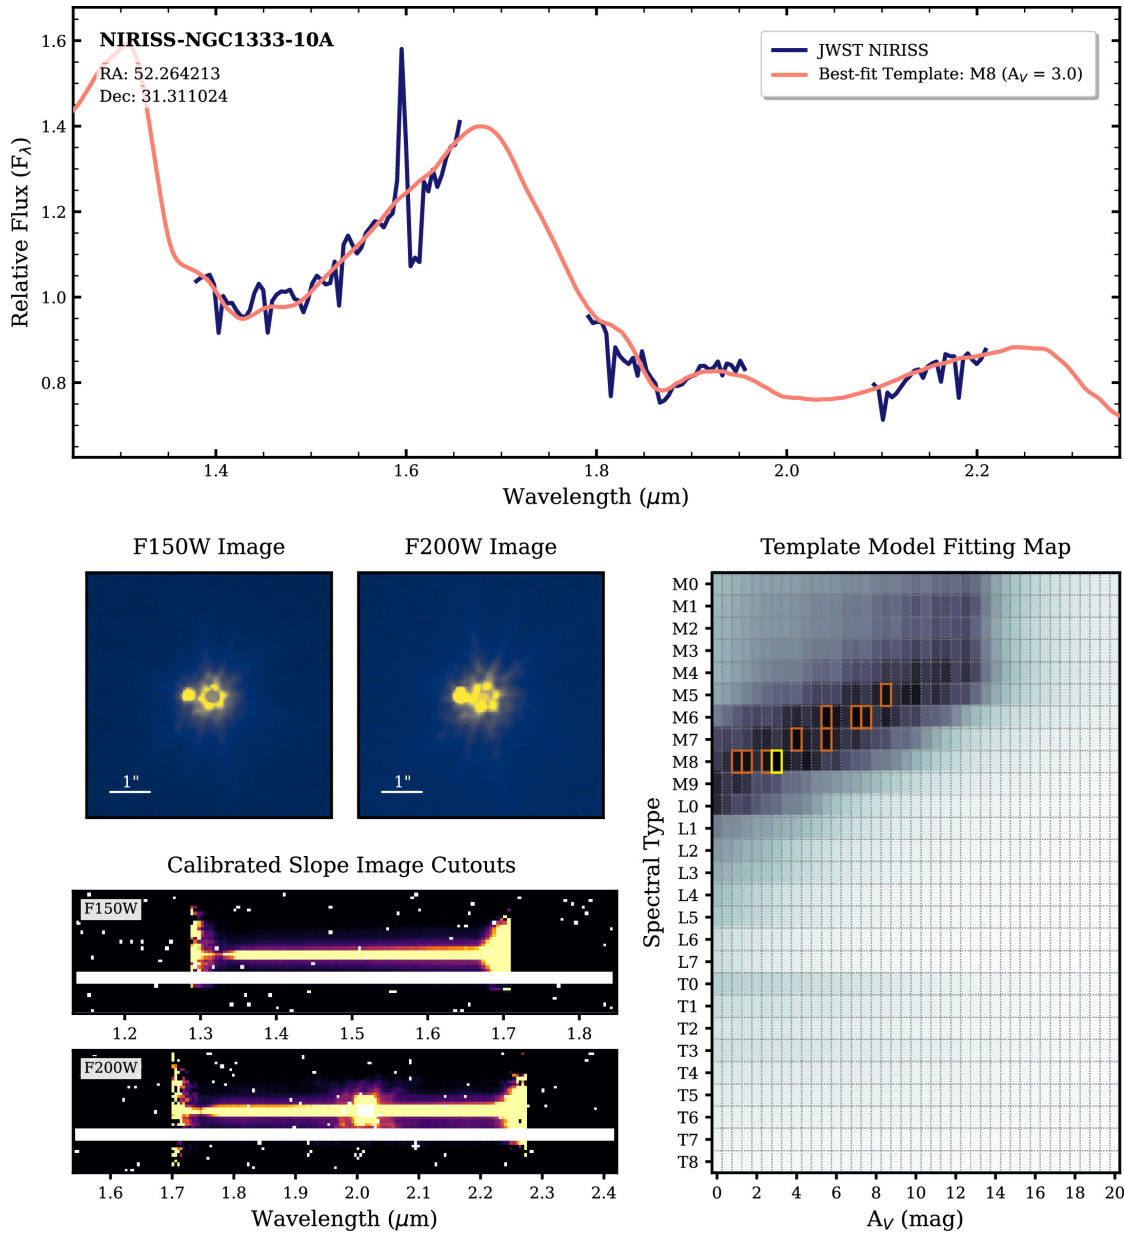 NIRISS-NGC1333-10A
RA: 52.264213
Dec: 31.311024
JWST NIRISS
Best-fit Template: M8 (A_V = 3.0)
Relative Flux (F_λ)
1.6
1.4
1.2
1.0
0.8
1.4 1.6 1.8 2.0 2.2
Wavelength (μm)
F150W Image
1"
F200W Image
1"
Calibrated Slope Image Cutouts
F150W
1.2 1.3 1.4 1.5 1.6 1.7 1.8
F200W
1.6 1.7 1.8 1.9 2.0 2.1 2.2 2.3 2.4
Wavelength (μm)
Template Model Fitting Map
Spectral Type
M0
M1
M2
M3
M4
M5
M6
M7
M8
M9
L0
L1
L2
L3
L4
L5
L6
L7
T0
T1
T2
T3
T4
T5
T6
T7
T8
0 2 4 6 8 10 12 14 16 18 20
A_V (mag)